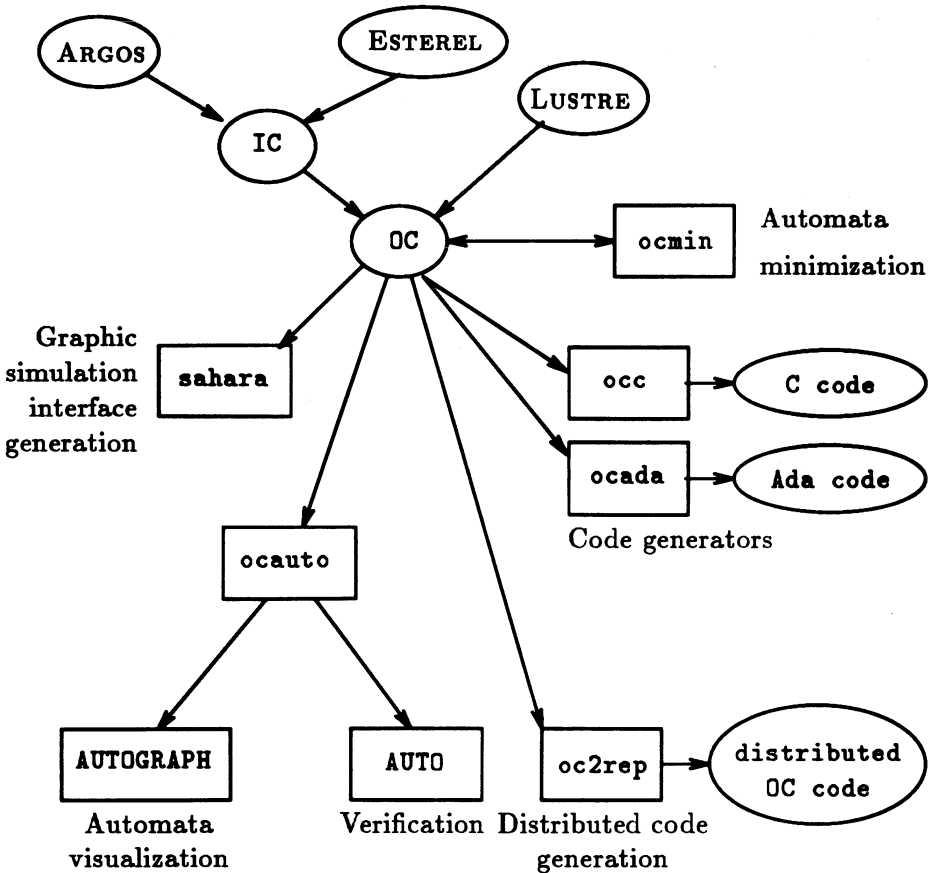 ARGOS
ESTEREL
LUSTRE
IC
OC
ocmin
Automata
minimization
Graphic
simulation
interface
generation
sahara
occ
C code
ocada
Ada code
Code generators
ocauto
AUTOGRAPH
Automata
visualization
AUTO
Verification
oc2rep
Distributed code
generation
distributed
OC code